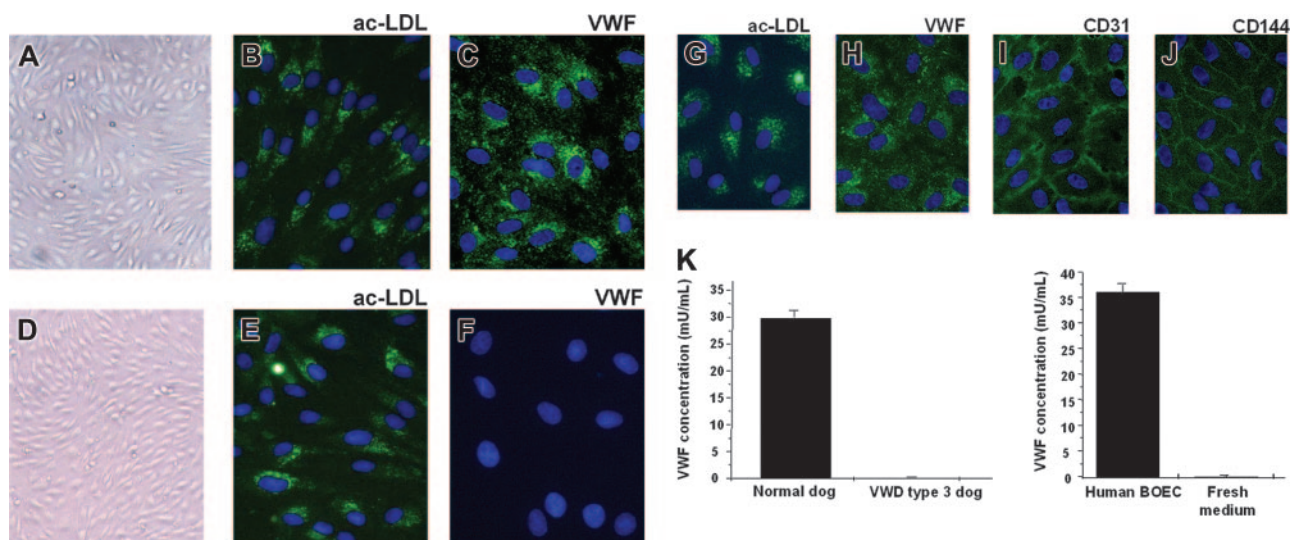 ac-LDL
VWF
A
B
C
ac-LDL
VWF
D
E
F
ac-LDL
VWF
CD31
CD144
G
H
I
J
K
VWF concentration (mU/mL)
35
30
25
20
15
10
5
0
Normal dog
VWD type 3 dog
VWF concentration (mU/mL)
40
35
30
25
20
15
10
5
0
Human BOEC
Fresh
medium